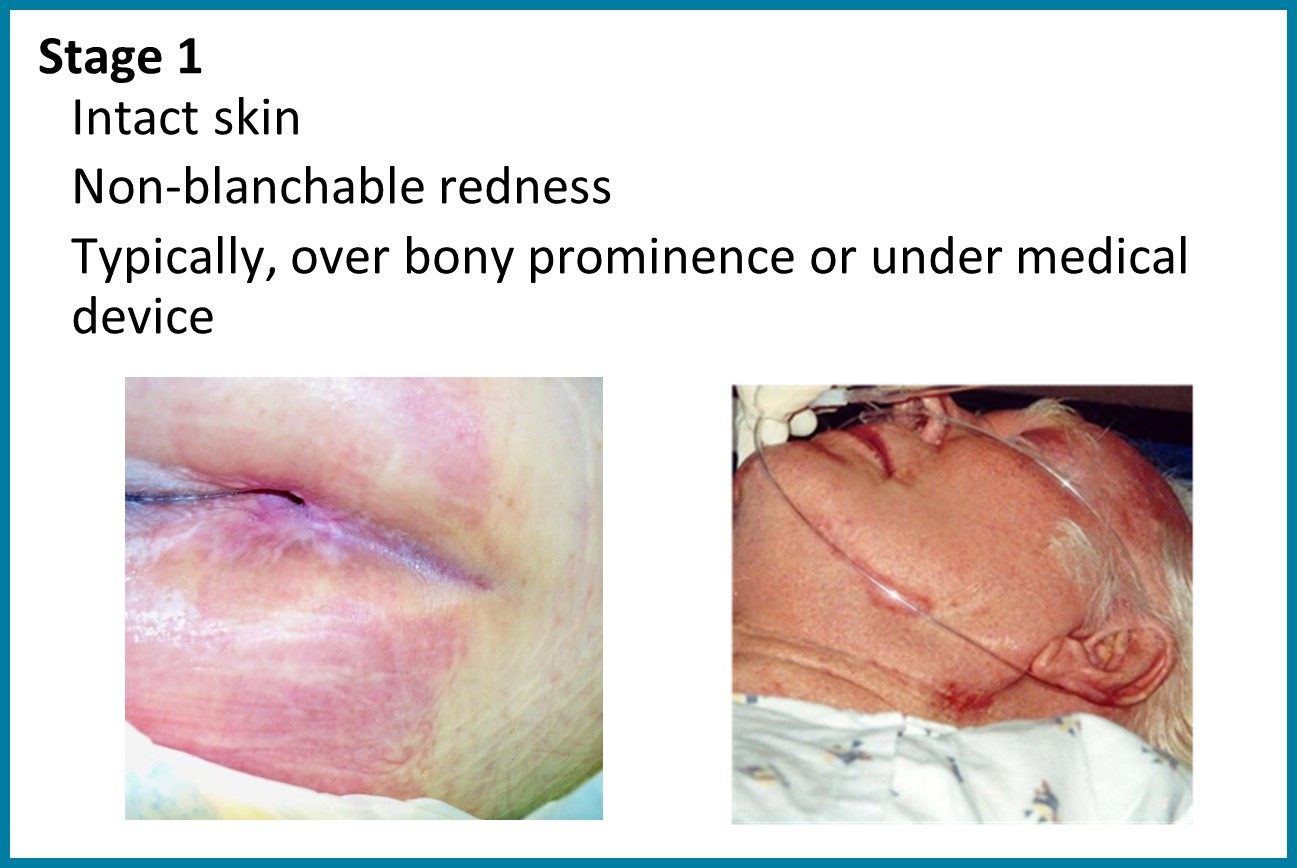 Stage 1
Intact skin
Non-blanchable redness
Typically, over bony prominence or under medical
device